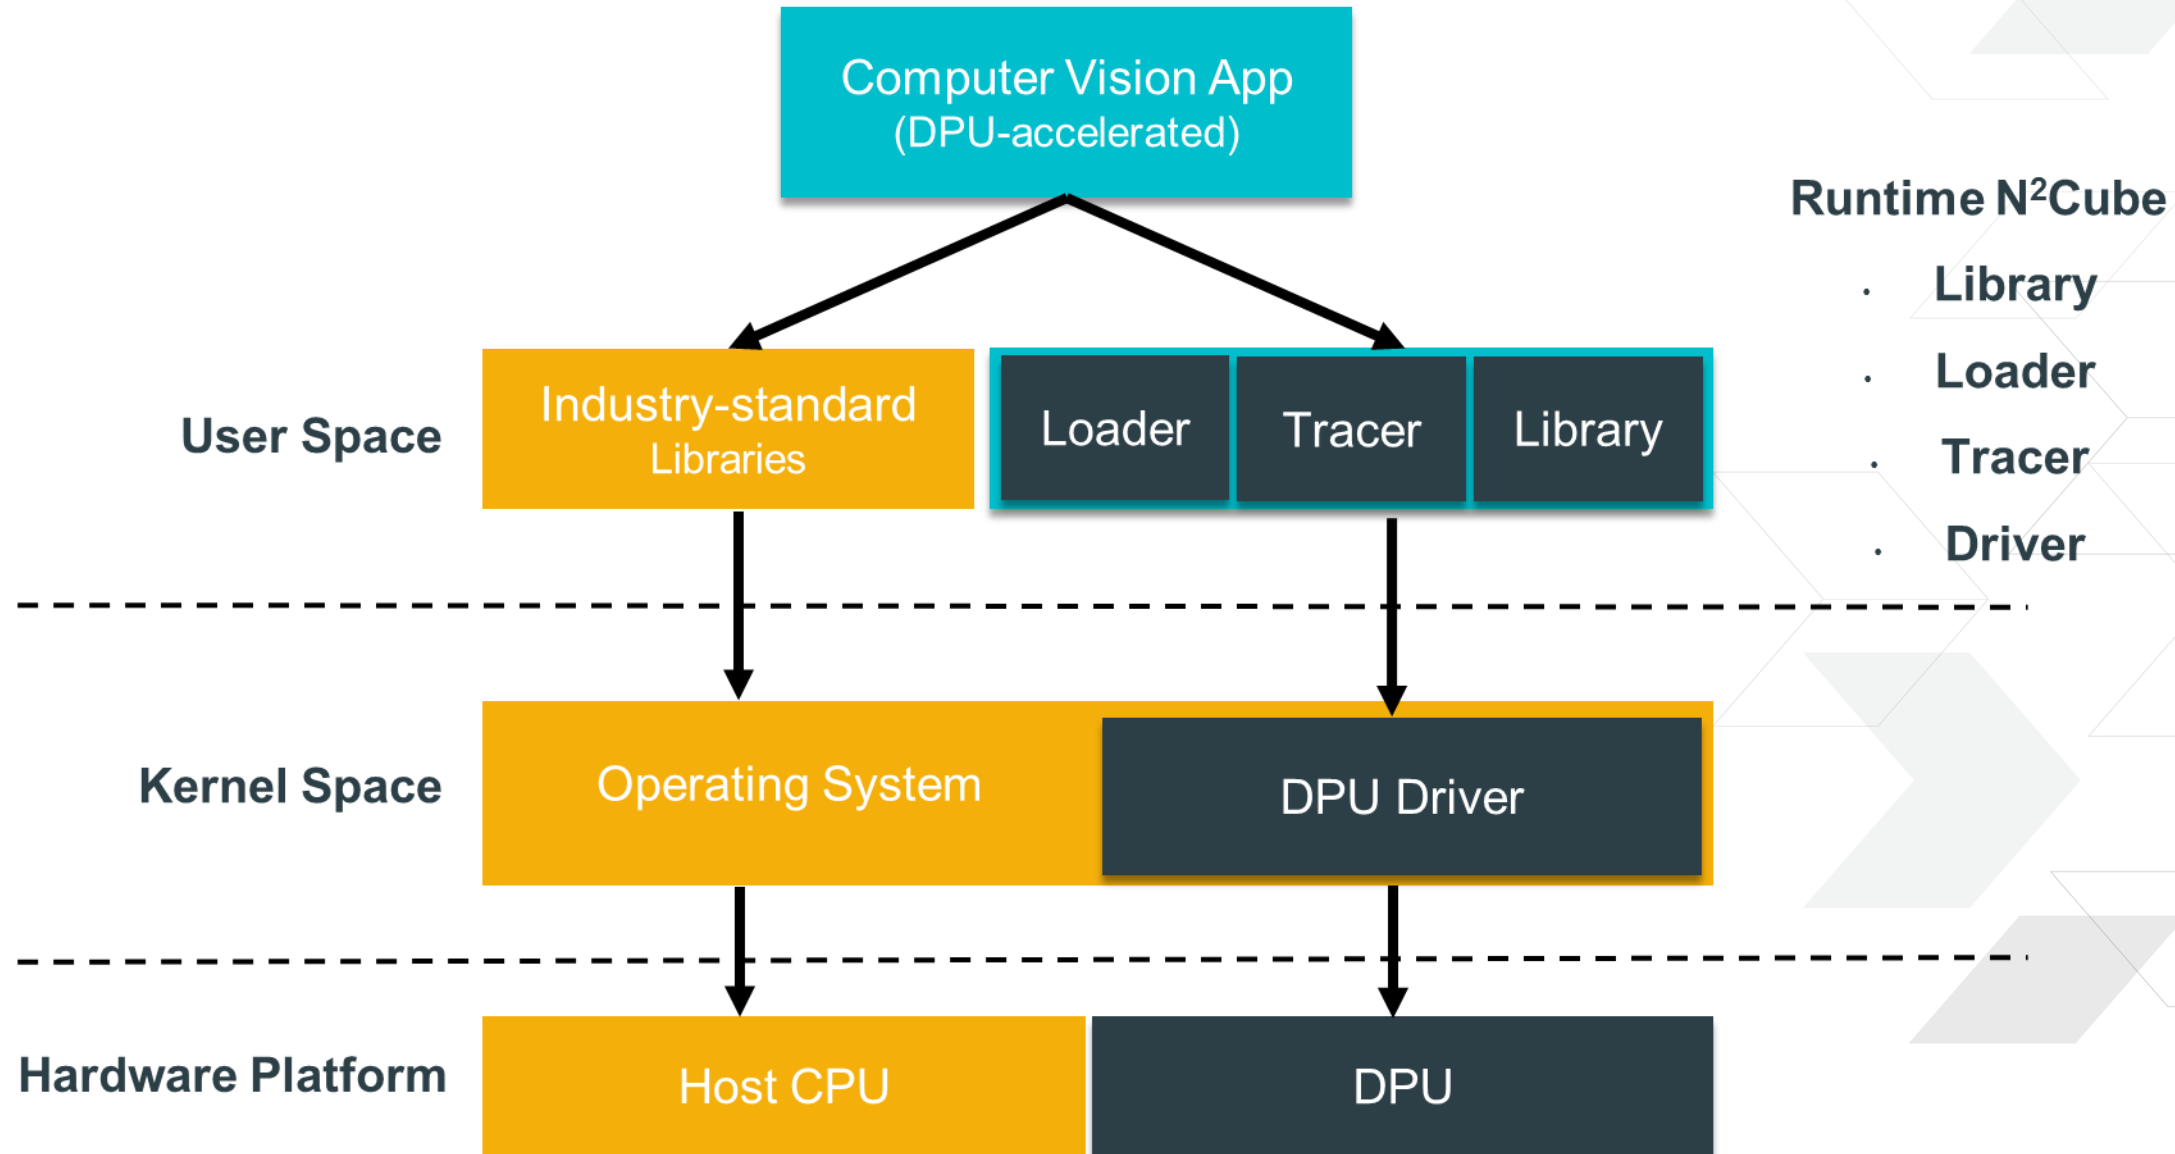 Computer Vision App
(DPU-accelerated)
Runtime N²Cube
· Library
· Loader
· Tracer
· Driver
User Space
Industry-standard
Libraries
Loader
Tracer
Library
Kernel Space
Operating System
DPU Driver
Hardware Platform
Host CPU
DPU